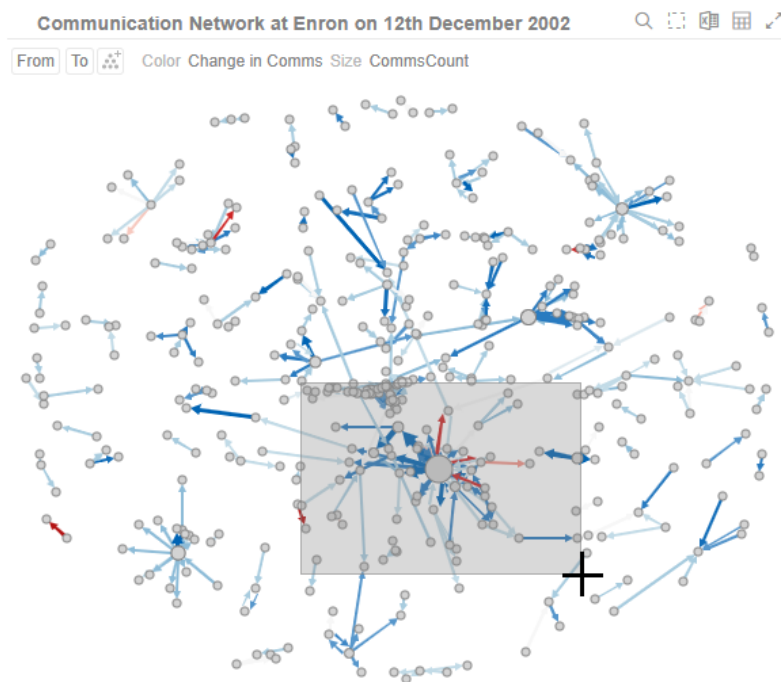 Communication Network at Enron on 12th December 2002
From To Color Change in Comms Size CommsCount